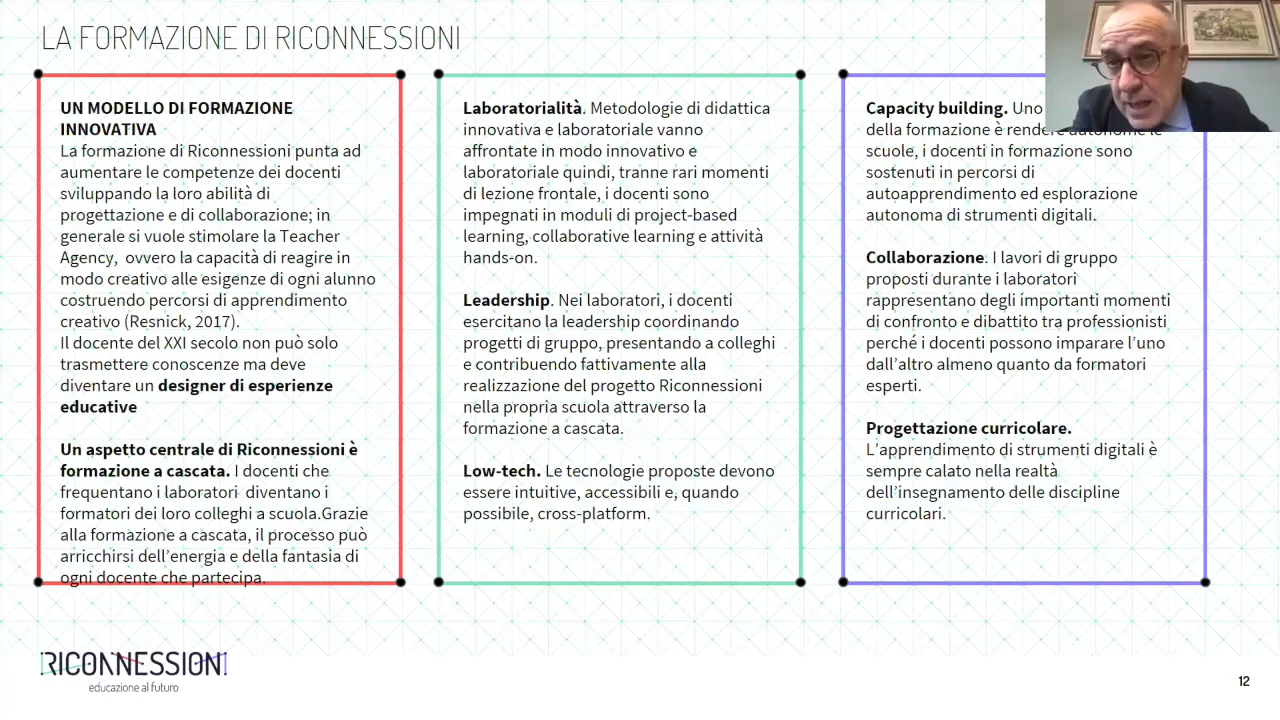 LA FORMAZIONE DI RICONNESSIONI
UN MODELLO DI FORMAZIONE
INNOVATIVA
La formazione di Riconnessioni punta ad
aumentare le competenze dei docenti
sviluppando la loro abilità di
progettazione e di collaborazione; in
generale si vuole stimolare la Teacher
Agency, ovvero la capacità di reagire in
modo creativo alle esigenze di ogni alunno
costruendo percorsi di apprendimento
creativo (Resnick, 2017).
Il docente del XXI secolo non può solo
trasmettere conoscenze ma deve
diventare un designer di esperienze
educative
Un aspetto centrale di Riconnessioni è
formazione a cascata. I docenti che
frequentano i laboratori diventano i
formatori dei loro colleghi a scuola.Grazie
alla formazione a cascata, il processo può
arricchirsi dell'energia e della fantasia di
ogni docente che partecipa.
Laboratorialità. Metodologie di didattica
innovativa e laboratoriale vanno
affrontate in modo innovativo e
laboratoriale quindi, tranne rari momenti
di lezione frontale, i docenti sono
impegnati in moduli di project-based
learning, collaborative learning e attività
hands-on.
Leadership. Nei laboratori, i docenti
esercitano la leadership coordinando
progetti di gruppo, presentando a colleghi
e contribuendo fattivamente alla
realizzazione del progetto Riconnessioni
nella propria scuola attraverso la
formazione a cascata.
Low-tech. Le tecnologie proposte devono
essere intuitive, accessibili e, quando
possibile, cross-platform.
Capacity building. Uno
della formazione è rendere autonome le
scuole, i docenti in formazione sono
sostenuti in percorsi di
autoapprendimento ed esplorazione
autonoma di strumenti digitali.
Collaborazione. I lavori di gruppo
proposti durante i laboratori
rappresentano degli importanti momenti
di confronto e dibattito tra professionisti
perché i docenti possono imparare l'uno
dall'altro almeno quanto da formatori
esperti.
Progettazione curricolare.
L'apprendimento di strumenti digitali è
sempre calato nella realtà
dell'insegnamento delle discipline
curricolari.
RICONNESSIONI
educazione al futuro
12